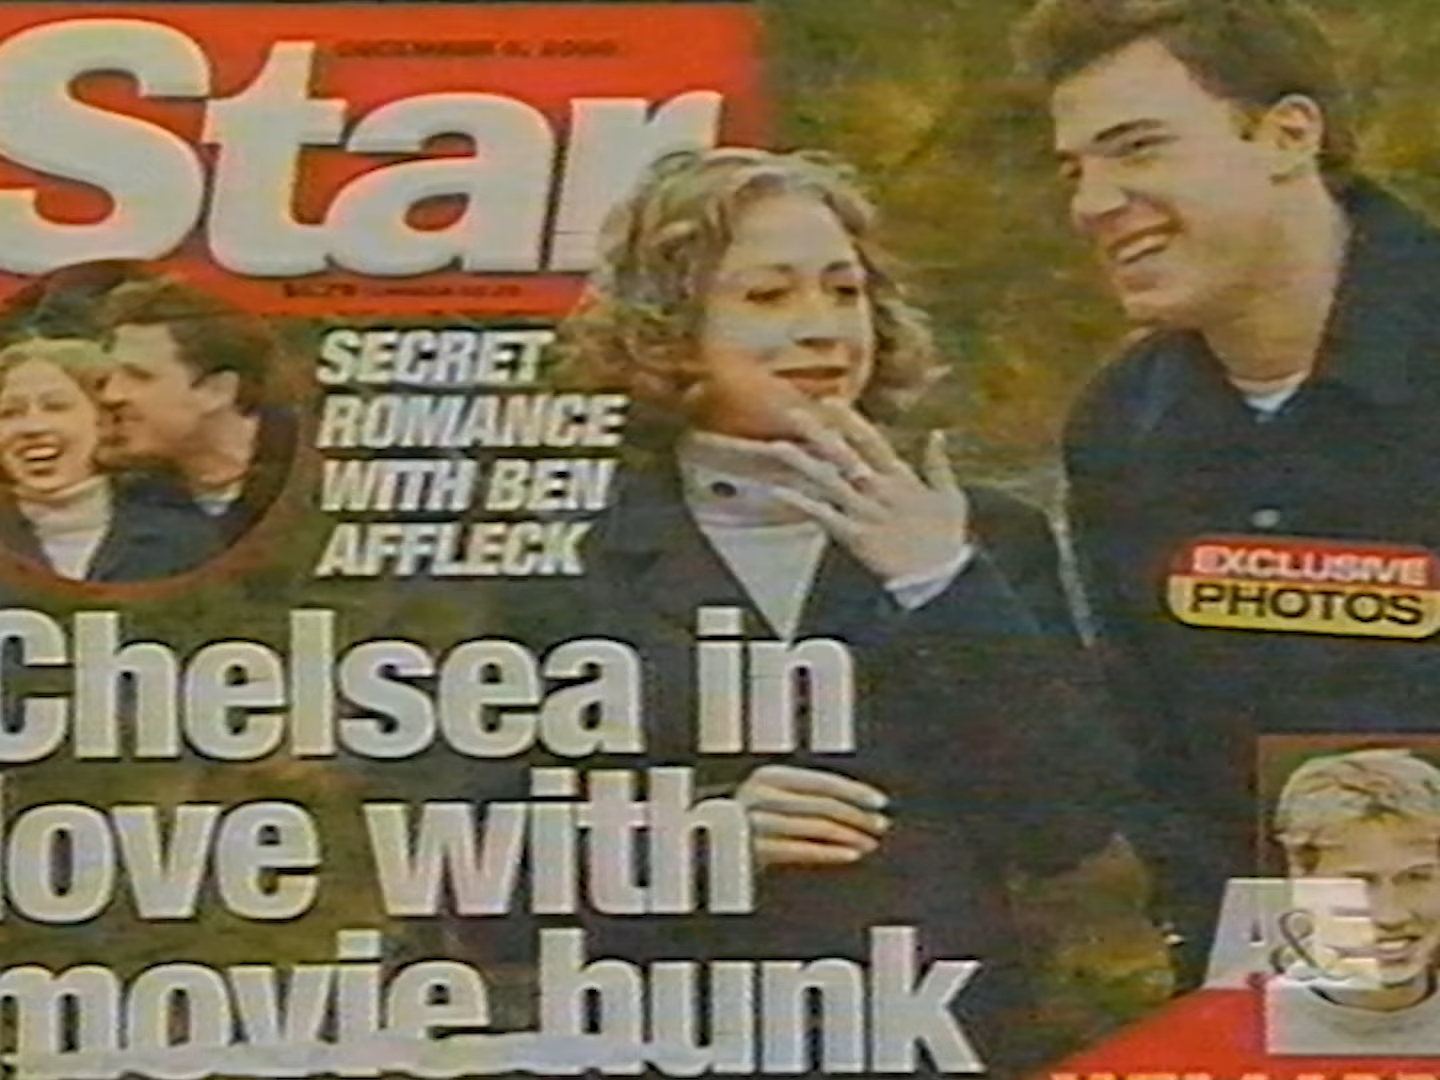 Star
SECRET
ROMANCE
WITH BEN
AFFLECK
EXCLUSIVE
PHOTOS
Chelsea in
love with
movie hunk
A&E